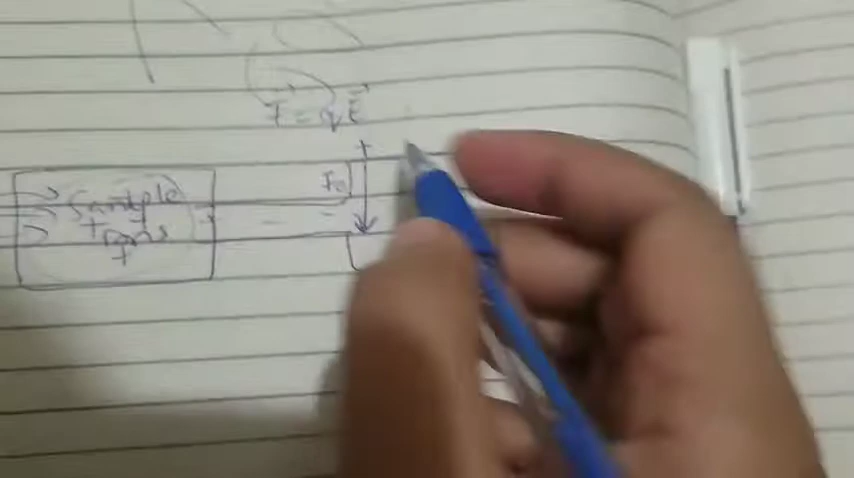 F = qE
Sample
+
Ions
+
+